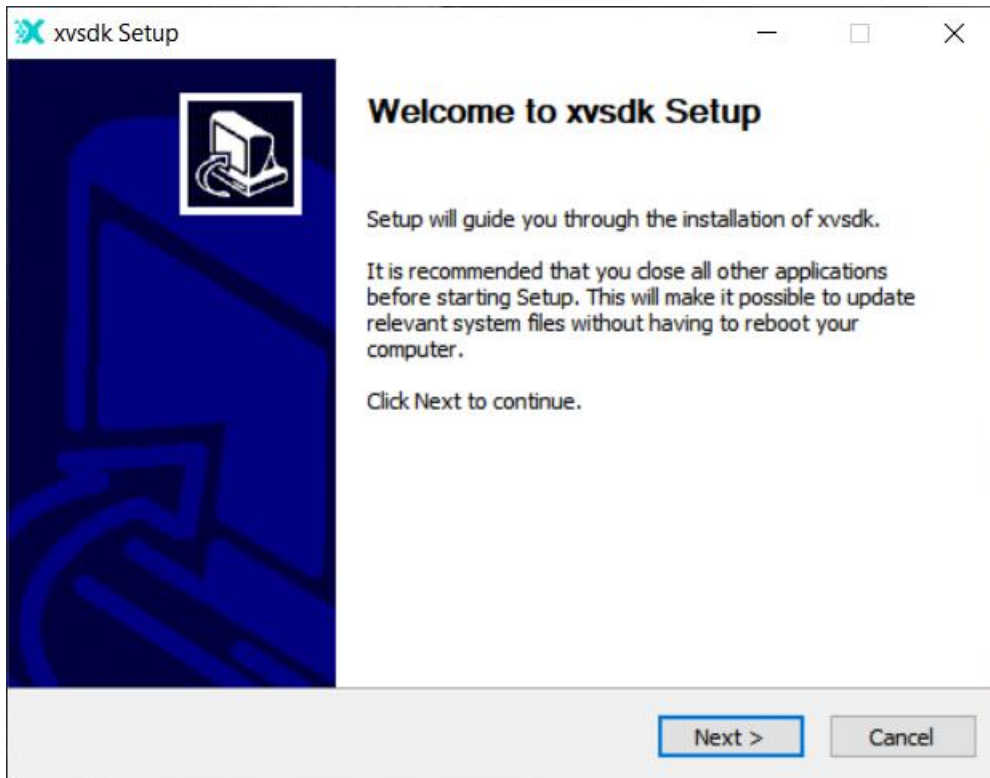 xvsdk Setup
Welcome to xvsdk Setup
Setup will guide you through the installation of xvsdk.
It is recommended that you close all other applications
before starting Setup. This will make it possible to update
relevant system files without having to reboot your
computer.
Click Next to continue.
Next >
Cancel